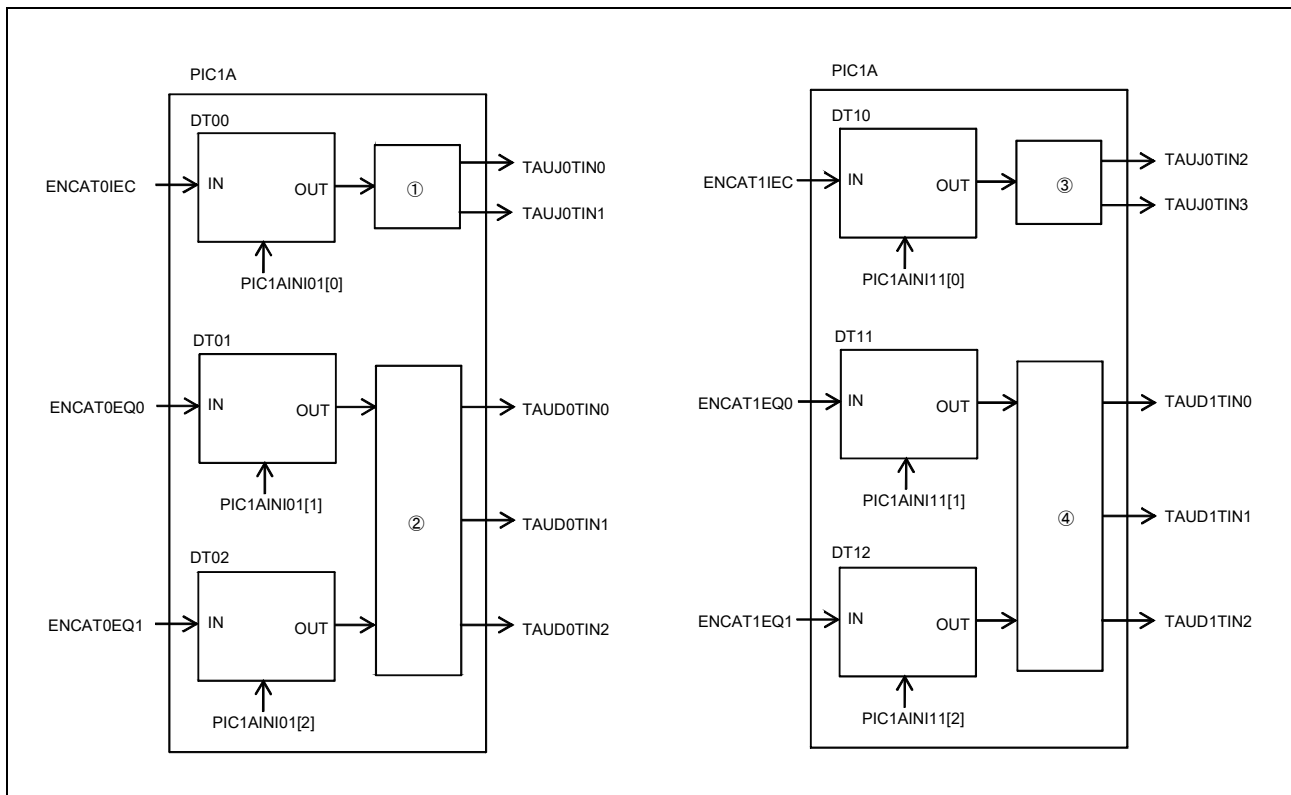 PIC1A
DT00
ENCAT0IEC
IN
OUT
①
TAUJ0TIN0
TAUJ0TIN1
PIC1AINI01[0]
DT01
ENCAT0EQ0
IN
OUT
PIC1AINI01[1]
②
TAUD0TIN0
TAUD0TIN1
TAUD0TIN2
DT02
ENCAT0EQ1
IN
OUT
PIC1AINI01[2]
PIC1A
DT10
ENCAT1IEC
IN
OUT
③
TAUJ0TIN2
TAUJ0TIN3
PIC1AINI11[0]
DT11
ENCAT1EQ0
IN
OUT
PIC1AINI11[1]
④
TAUD1TIN0
TAUD1TIN1
TAUD1TIN2
DT12
ENCAT1EQ1
IN
OUT
PIC1AINI11[2]